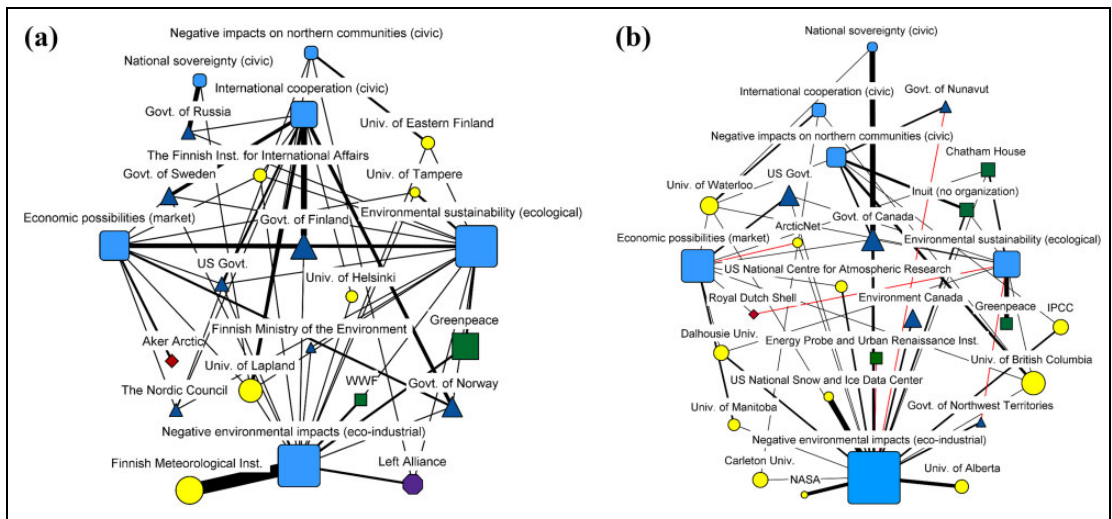 (a)
Negative impacts on northern communities (civic)
National sovereignty (civic)
International cooperation (civic)
Govt. of Russia
Univ. of Eastern Finland
The Finnish Inst. for International Affairs
Govt. of Sweden
Univ. of Tampere
Economic possibilities (market)
Govt. of Finland
Environmental sustainability (ecological)
US Govt.
Univ. of Helsinki
Finnish Ministry of the Environment
Greenpeace
Aker Arctic
Univ. of Lapland
WWF
The Nordic Council
Govt. of Norway
Negative environmental impacts (eco-industrial)
Finnish Meteorological Inst.
Left Alliance
(b)
National sovereignty (civic)
International cooperation (civic)
Govt. of Nunavut
Negative impacts on northern communities (civic)
Chatham House
US Govt.
Univ. of Waterloo
Inuit (no organization)
Govt. of Canada
ArcticNet
Economic possibilities (market)
Environmental sustainability (ecological)
US National Centre for Atmospheric Research
Royal Dutch Shell
Environment Canada
Greenpeace
IPCC
Dalhousie Univ.
Energy Probe and Urban Renaissance Inst.
Univ. of British Columbia
US National Snow and Ice Data Center
Govt. of Northwest Territories
Univ. of Manitoba
Negative environmental impacts (eco-industrial)
Carleton Univ.
NASA
Univ. of Alberta